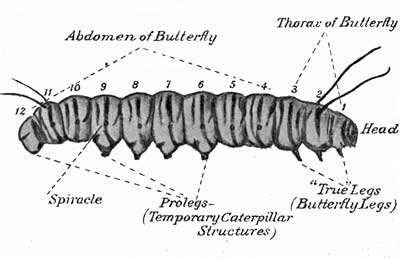 Abdomen of Butterfly
Thorax of Butterfly
12 11 10 9 8 7 6 5 4 3 2 1
Head
Spiracle
Prolegs-
(Temporary Caterpillar
Structures)
"True" Legs
(Butterfly Legs)